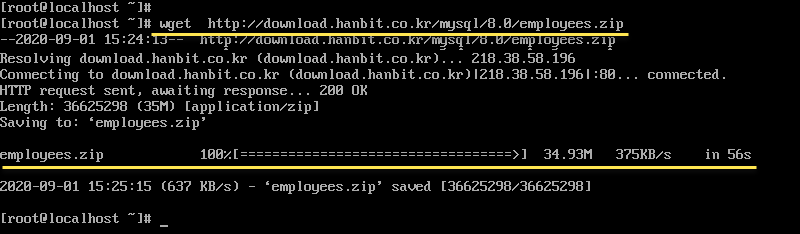 [root@localhost ~]#
[root@localhost ~]# wget  http://download.hanbit.co.kr/mysql/8.0/employees.zip
--2020-09-01 15:24:13--  http://download.hanbit.co.kr/mysql/8.0/employees.zip
Resolving download.hanbit.co.kr (download.hanbit.co.kr)... 218.38.58.196
Connecting to download.hanbit.co.kr (download.hanbit.co.kr)|218.38.58.196|:80... connected.
HTTP request sent, awaiting response... 200 OK
Length: 36625298 (35M) [application/zip]
Saving to: ‘employees.zip’
employees.zip          100%[==================================>]  34.93M   375KB/s    in 56s
2020-09-01 15:25:15 (637 KB/s) - ‘employees.zip’ saved [36625298/36625298]
[root@localhost ~]# _